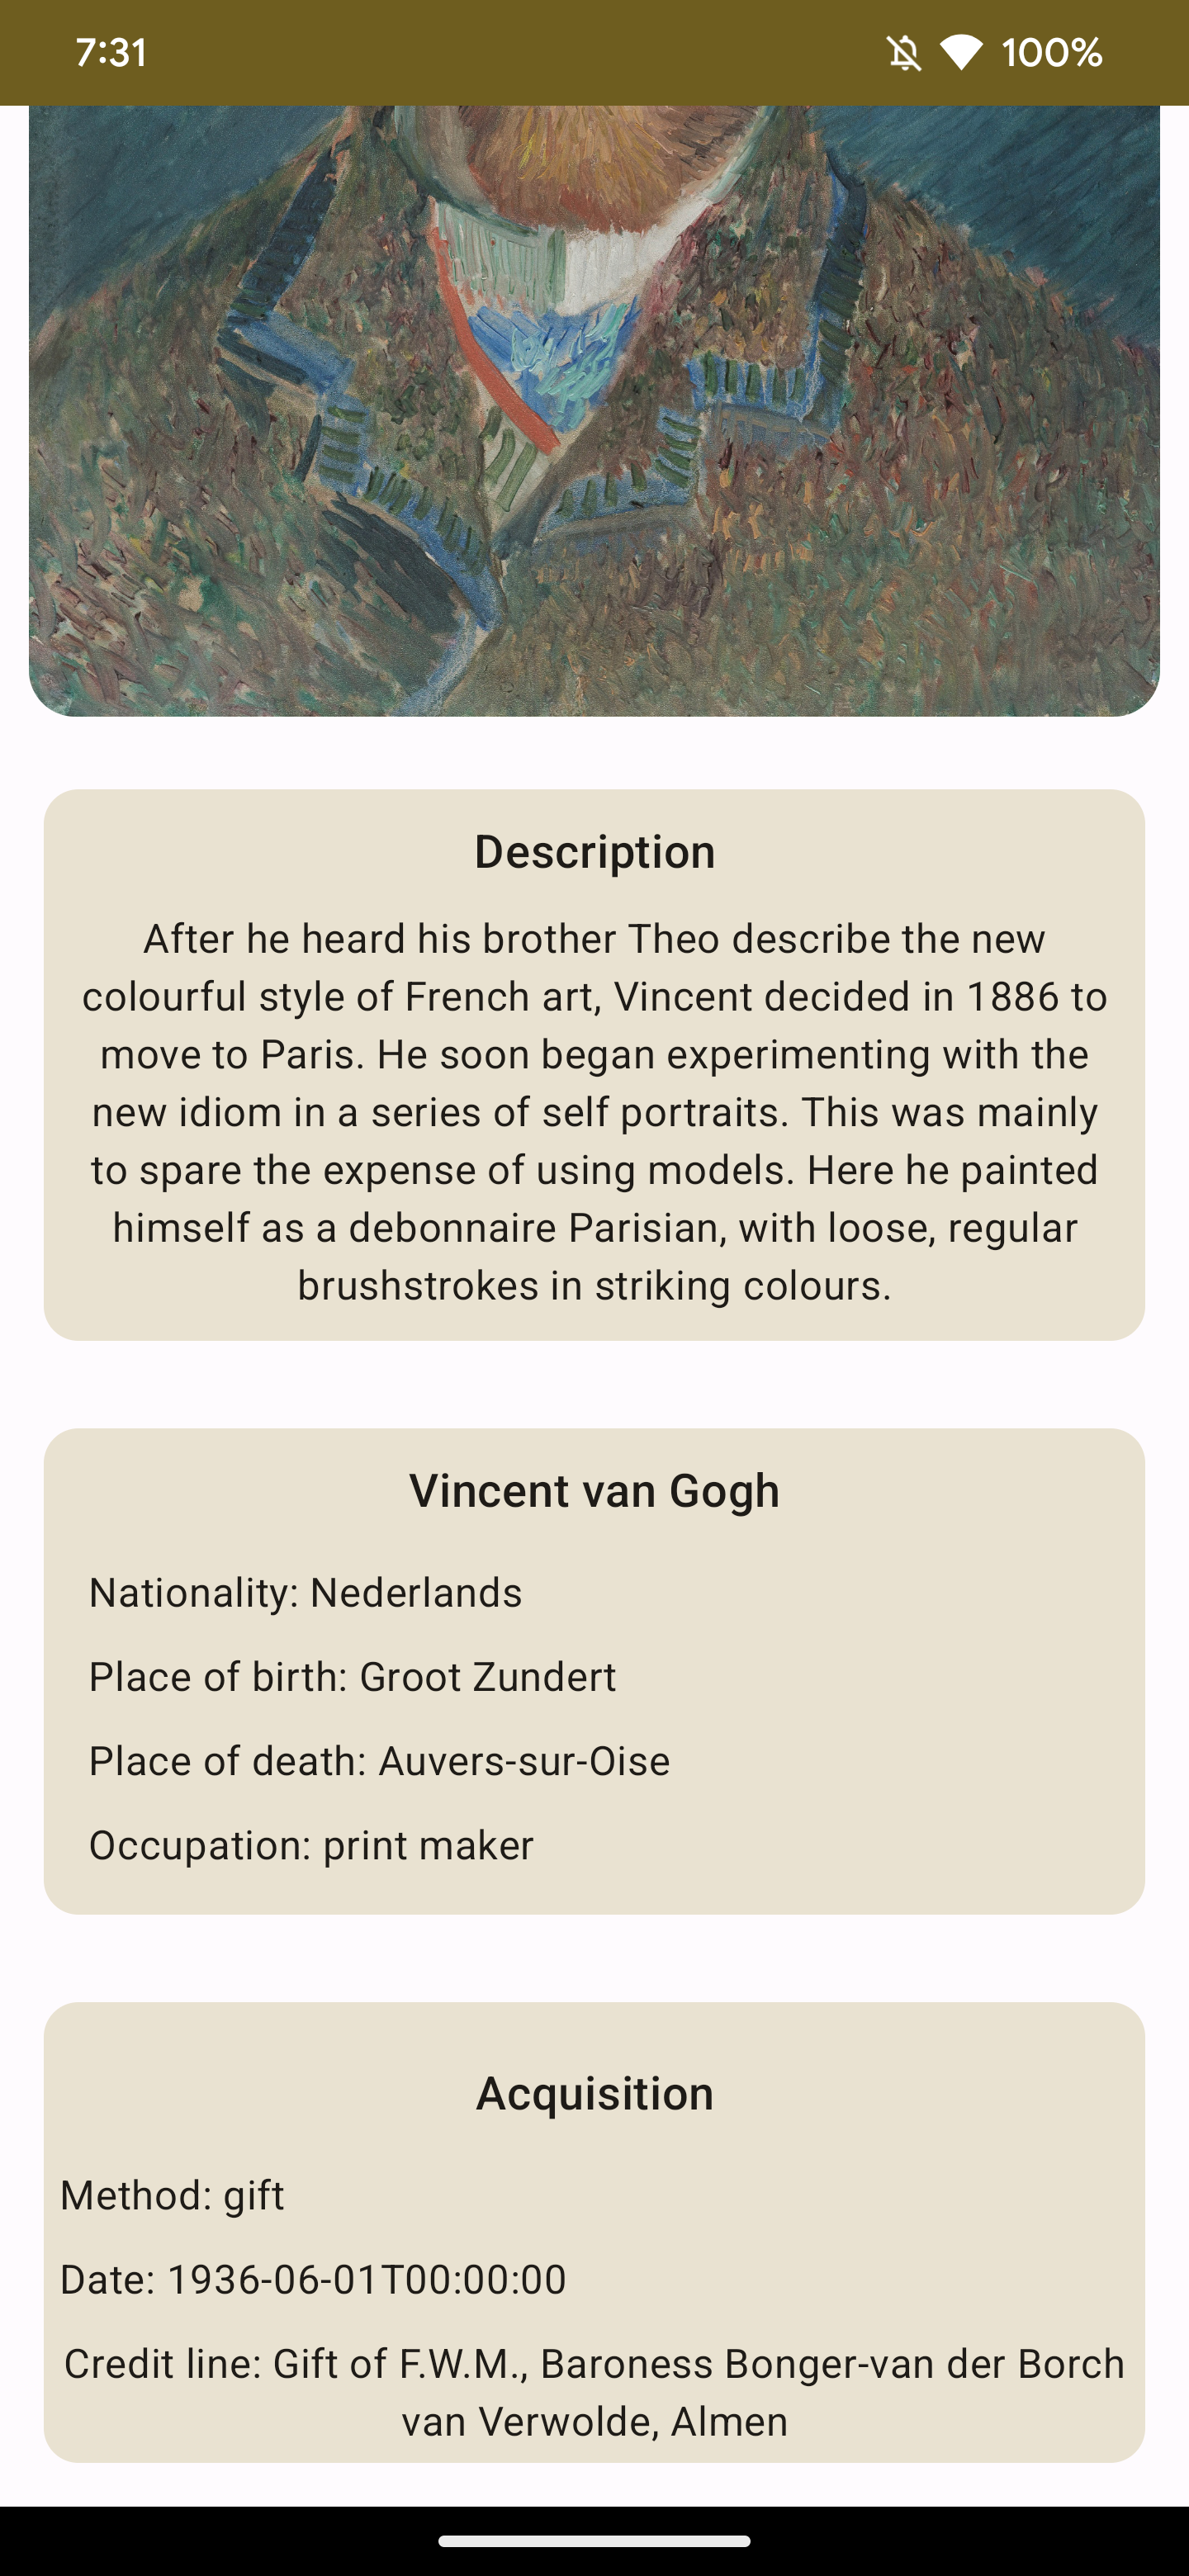 7:31
100%
Description
After he heard his brother Theo describe the new
colourful style of French art, Vincent decided in 1886 to
move to Paris. He soon began experimenting with the
new idiom in a series of self portraits. This was mainly
to spare the expense of using models. Here he painted
himself as a debonnaire Parisian, with loose, regular
brushstrokes in striking colours.
Vincent van Gogh
Nationality: Nederlands
Place of birth: Groot Zundert
Place of death: Auvers-sur-Oise
Occupation: print maker
Acquisition
Method: gift
Date: 1936-06-01T00:00:00
Credit line: Gift of F.W.M., Baroness Bonger-van der Borch
van Verwolde, Almen